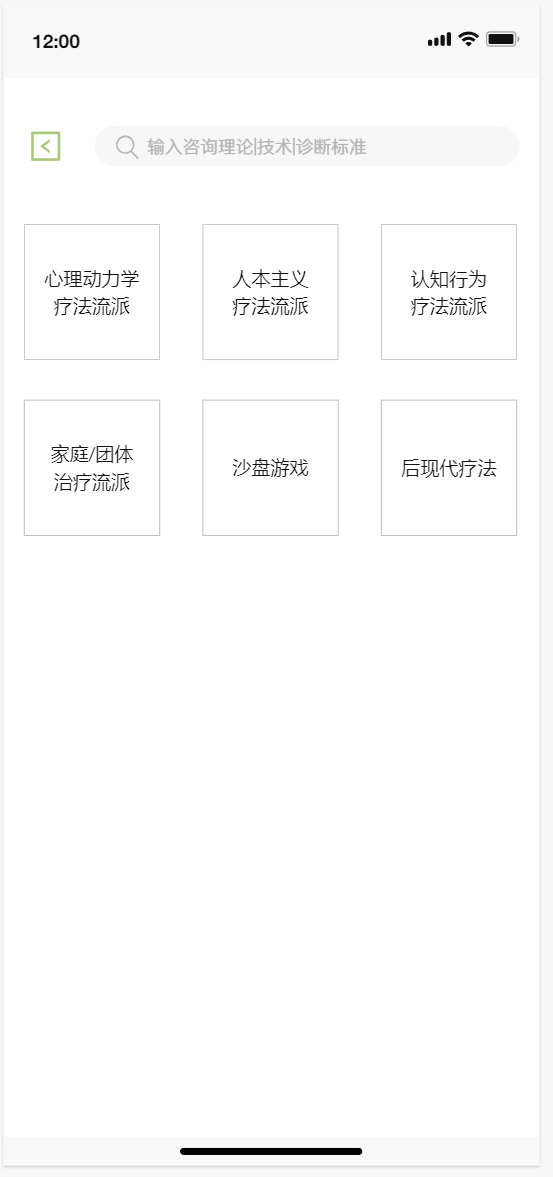 12:00
输入咨询理论|技术|诊断标准
心理动力学
疗法流派
人本主义
疗法流派
认知行为
疗法流派
家庭/团体
治疗流派
沙盘游戏
后现代疗法